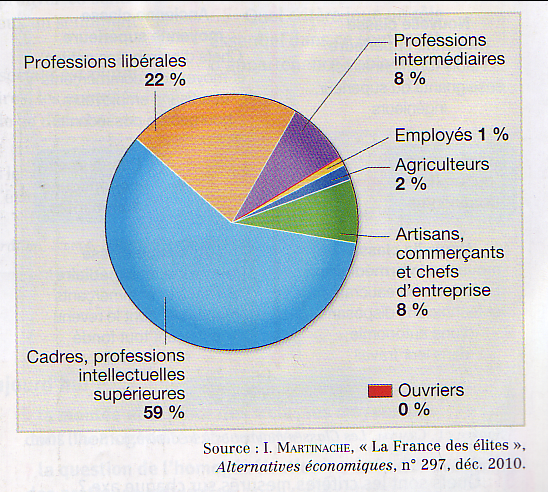 Professions libérales
22 %
Professions
intermédiaires
8 %
Employés 1 %
Agriculteurs
2 %
Artisans,
commerçants
et chefs
d'entreprise
8 %
Cadres, professions
intellectuelles
supérieures
59 %
Ouvriers
0 %
Source : I. MARTINACHE, « La France des élites »,
Alternatives économiques, n° 297, déc. 2010.